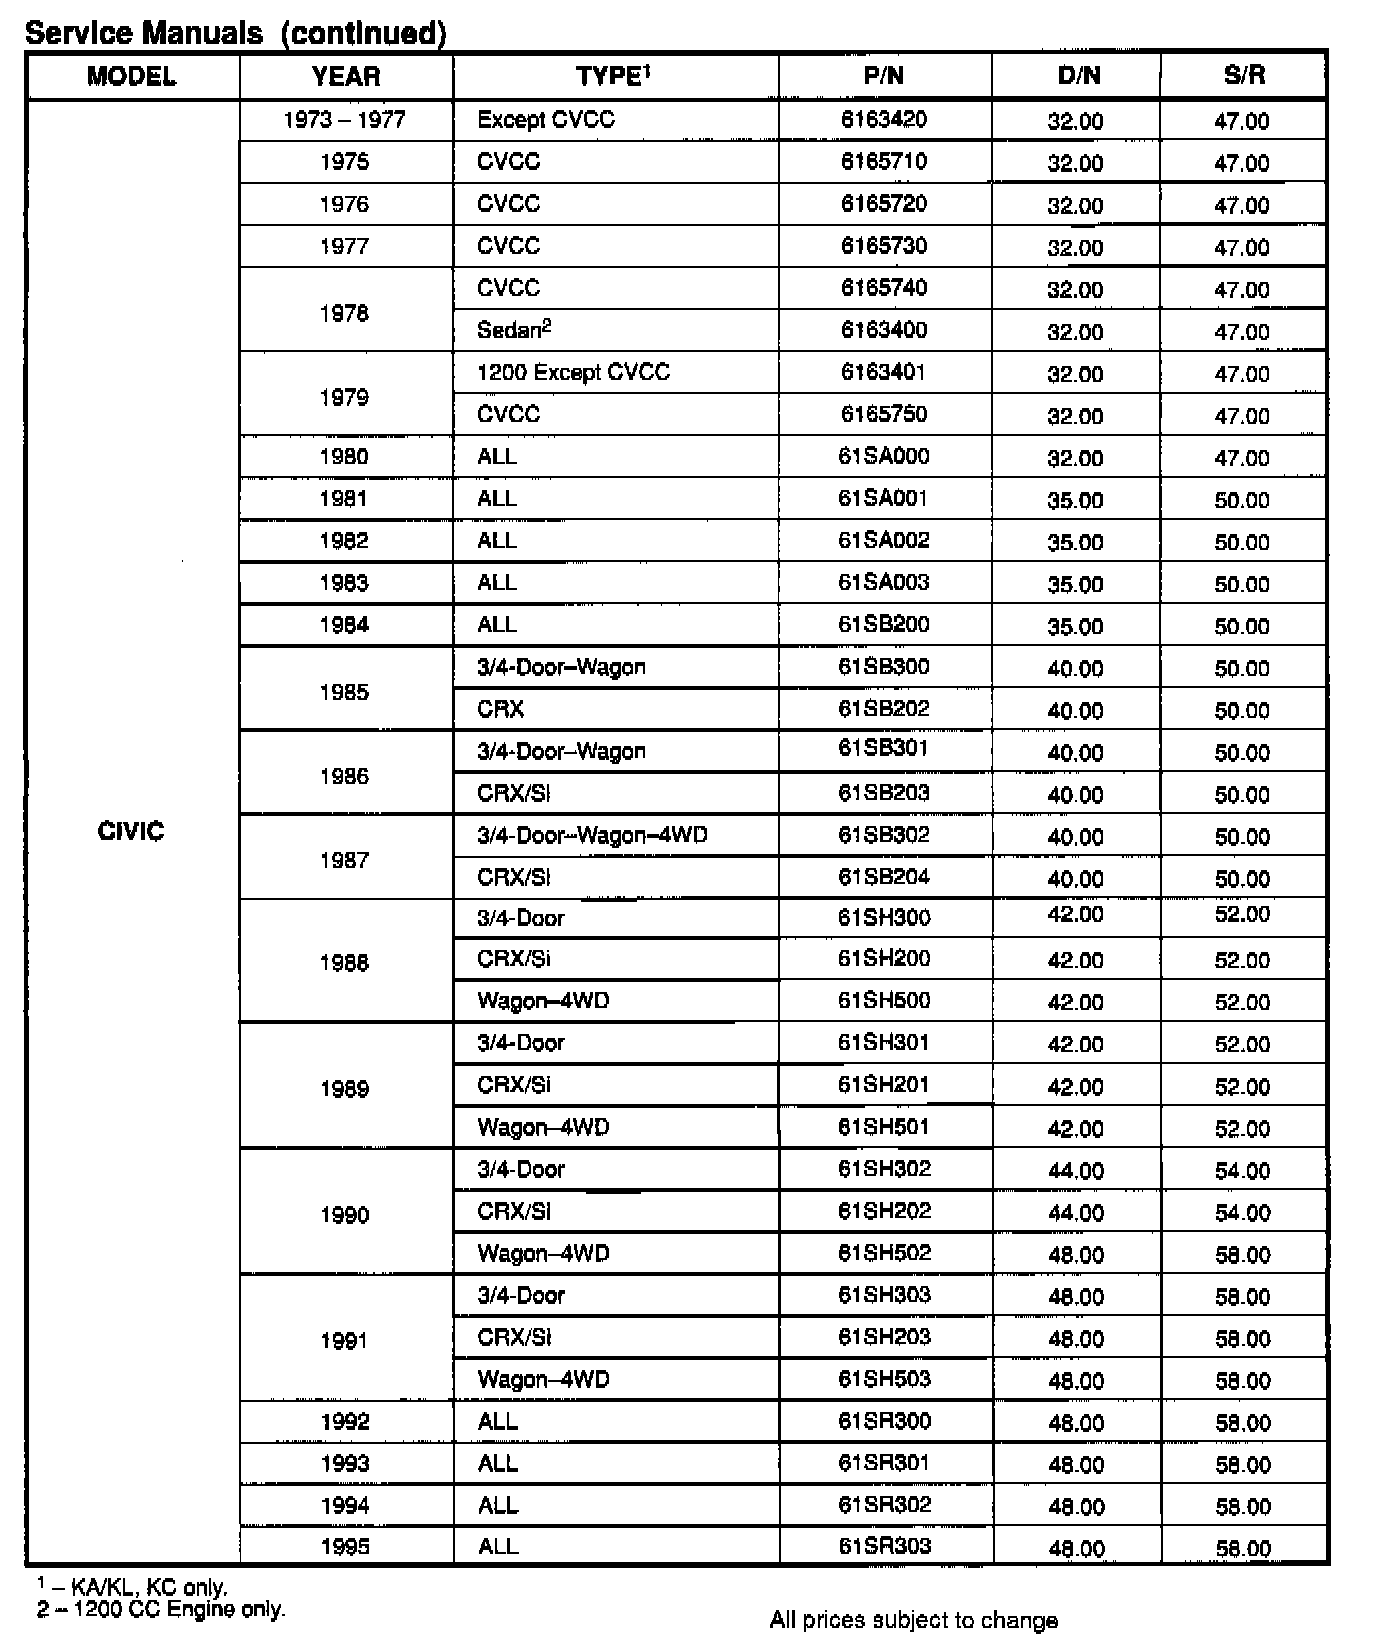 Service Manuals (continued)
MODEL YEAR TYPE1 P/N D/N S/R
1973 – 1977 Except CVCC 6163420 32.00 47.00
1975 CVCC 6165710 32.00 47.00
1976 CVCC 6165720 32.00 47.00
1977 CVCC 6165730 32.00 47.00
1978 CVCC 6165740 32.00 47.00
Sedan2 6163400 32.00 47.00
1979 1200 Except CVCC 6163401 32.00 47.00
CVCC 6165750 32.00 47.00
1980 ALL 61SA000 32.00 47.00
1981 ALL 61SA001 35.00 50.00
1982 ALL 61SA002 35.00 50.00
1983 ALL 61SA003 35.00 50.00
1984 ALL 61SB200 35.00 50.00
1985 3/4-Door–Wagon 61SB300 40.00 50.00
CRX 61SB202 40.00 50.00
1986 3/4-Door–Wagon 61SB301 40.00 50.00
CRX/Si 61SB203 40.00 50.00
CIVIC 1987 3/4-Door–Wagon–4WD 61SB302 40.00 50.00
CRX/Si 61SB204 40.00 50.00
1988 3/4-Door 61SH300 42.00 52.00
CRX/Si 61SH200 42.00 52.00
Wagon–4WD 61SH500 42.00 52.00
1989 3/4-Door 61SH301 42.00 52.00
CRX/Si 61SH201 42.00 52.00
Wagon–4WD 61SH501 42.00 52.00
1990 3/4-Door 61SH302 44.00 54.00
CRX/Si 61SH202 44.00 54.00
Wagon–4WD 61SH502 48.00 58.00
1991 3/4-Door 61SH303 48.00 58.00
CRX/Si 61SH203 48.00 58.00
Wagon–4WD 61SH503 48.00 58.00
1992 ALL 61SR300 48.00 58.00
1993 ALL 61SR301 48.00 58.00
1994 ALL 61SR302 48.00 58.00
1995 ALL 61SR303 48.00 58.00
1 – KA/KL, KC only.
2 – 1200 CC Engine only.
All prices subject to change